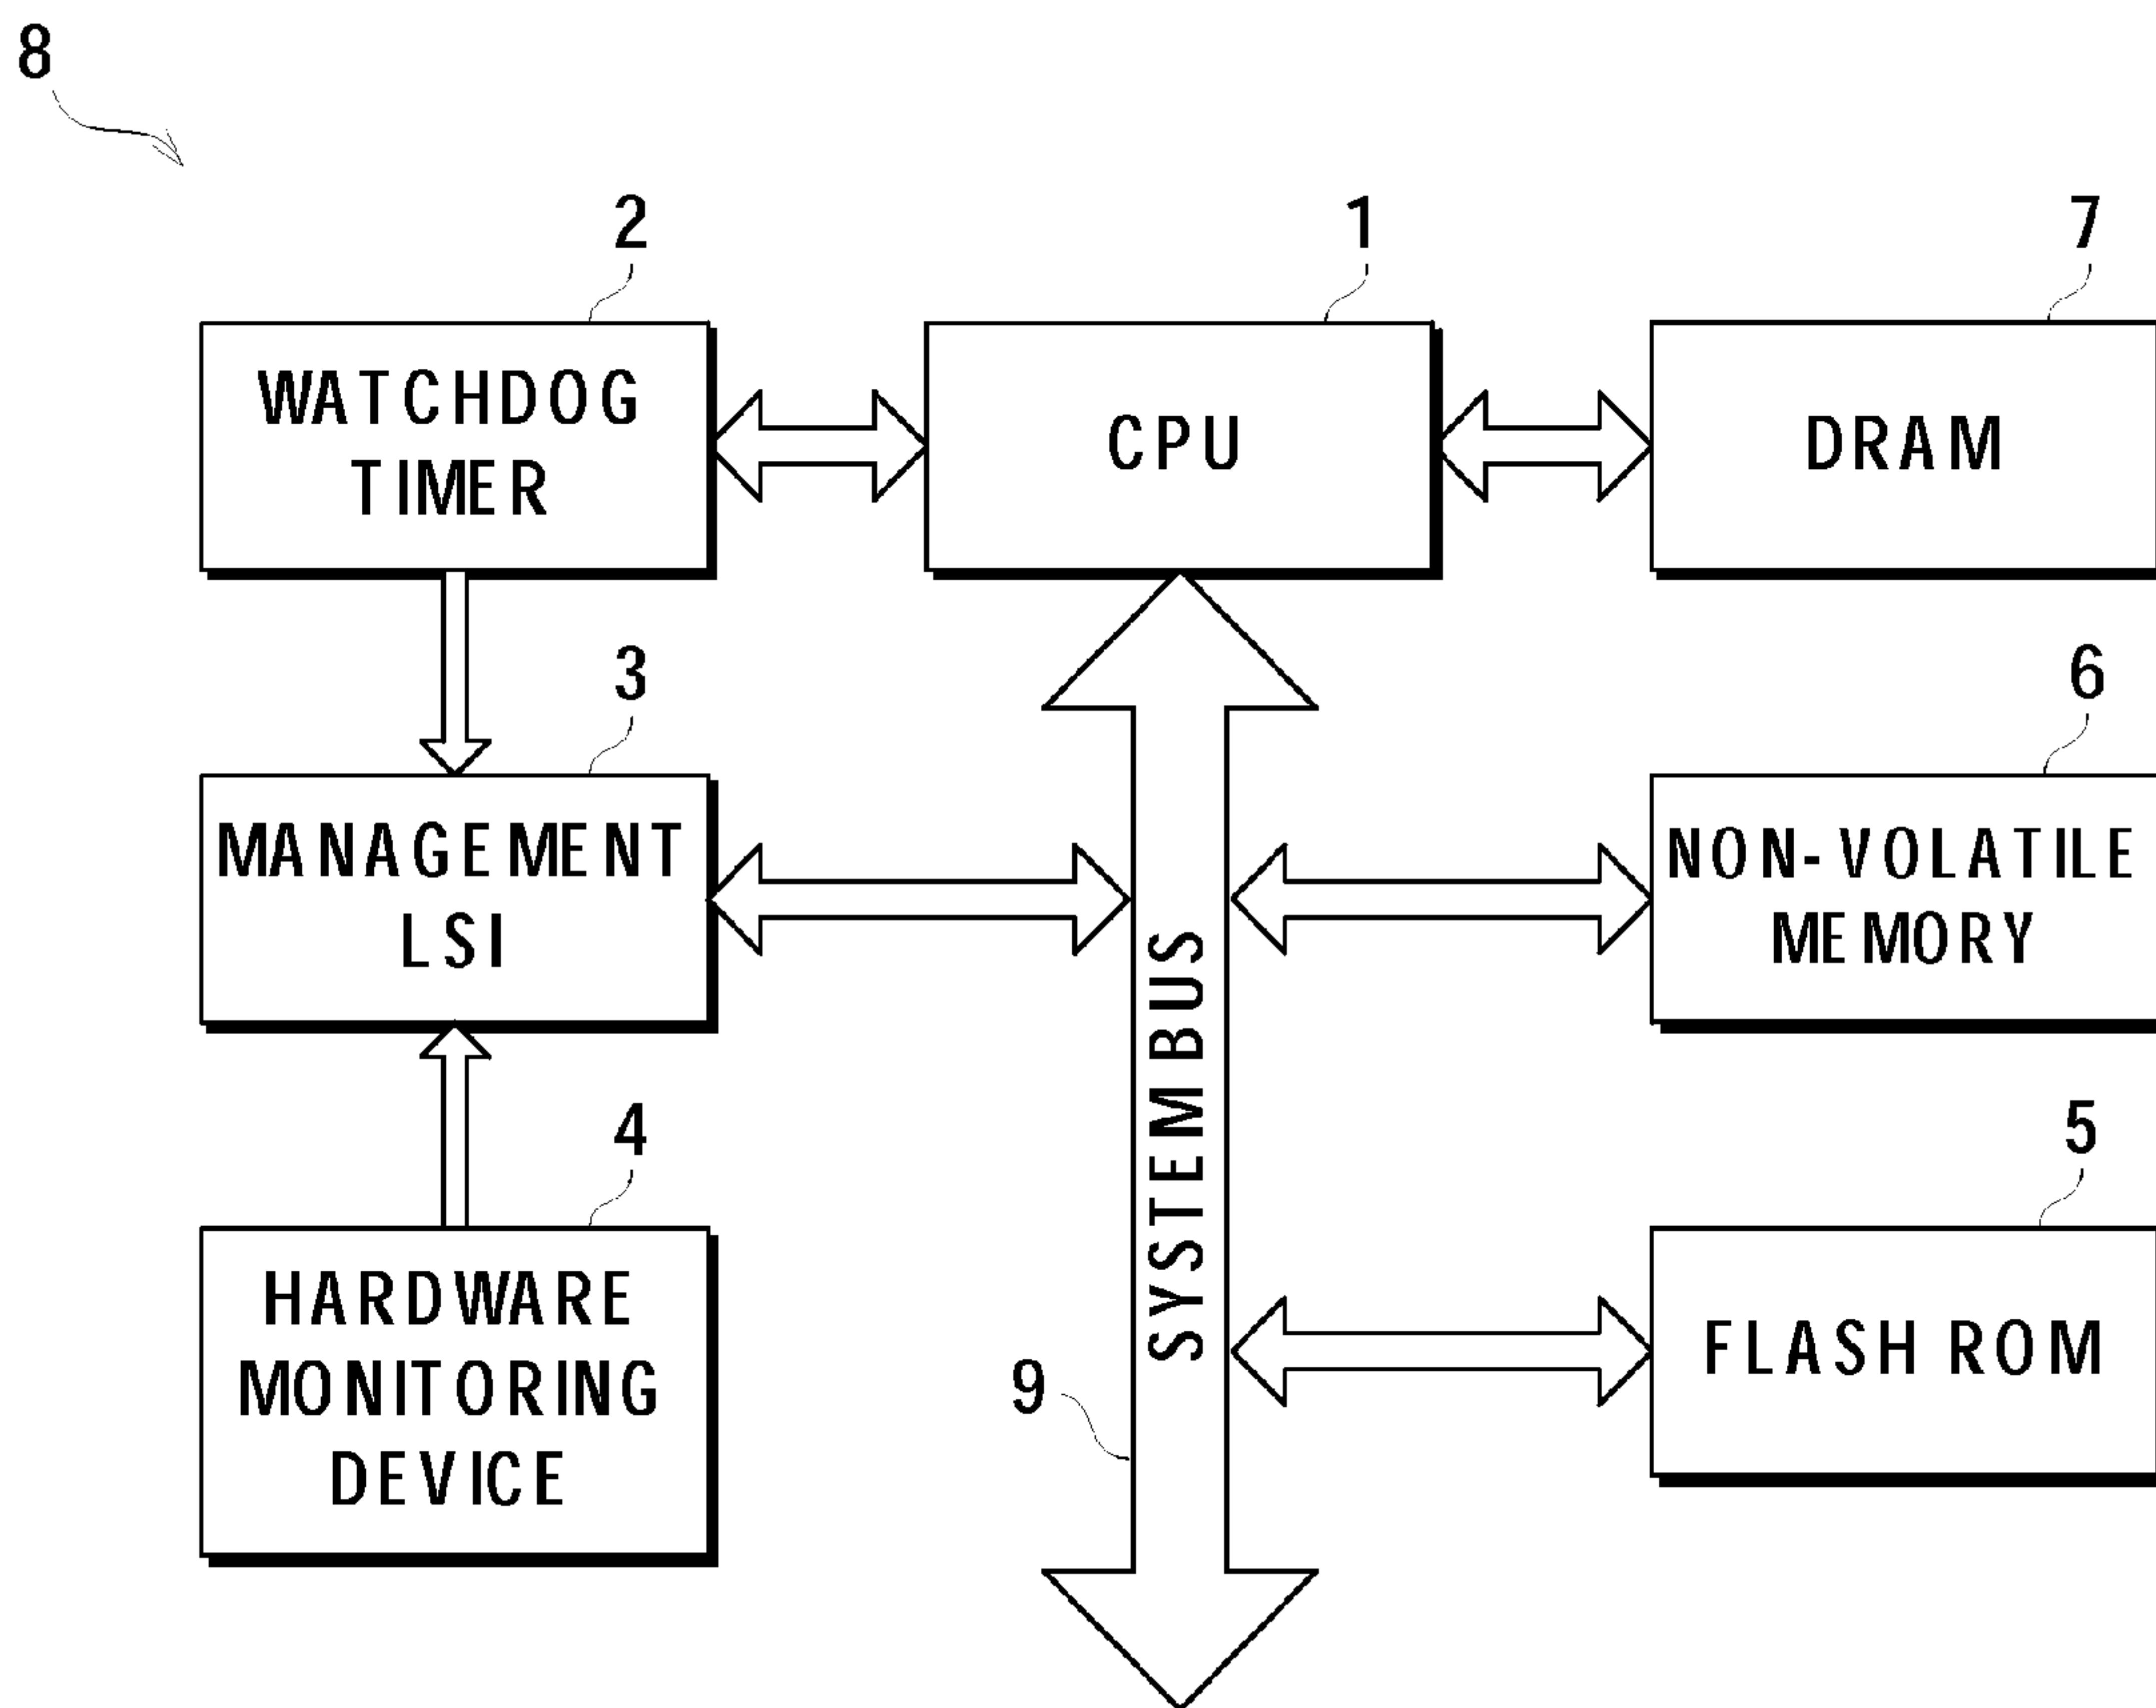 8
2
1
7
WATCHDOG
TIMER
CPU
DRAM
3
6
MANAGEMENT
LSI
NON-VOLATILE
MEMORY
SYSTEMBUS
4
5
HARDWARE
MONITORING
DEVICE
FLASH ROM
9